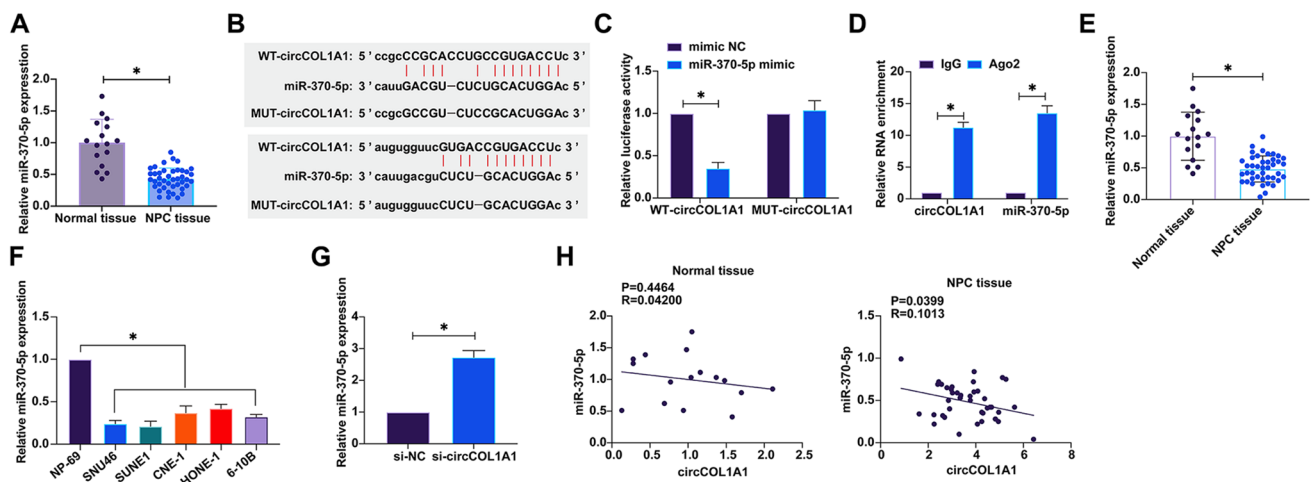 A
Relative miR-370-5p expression
2.0
1.5
1.0
0.5
0.0
*
Normal tissue
NPC tissue
B
WT-circCOL1A1: 5 ' ccgcCCGCACCUGCCGUGACCUc 3 '
miR-370-5p: 3 ' cauuGACGU—CUCUGCACUGGAc 5 '
MUT-circCOL1A1: 5 ' ccgcGCCGU—CUCCGCACUGGAc 3 '
WT-circCOL1A1: 5 ' augugguucGUGACCGUGACCUc 3 '
miR-370-5p: 3 ' cauugacguCUCU—GCACUGGAc 5 '
MUT-circCOL1A1: 5 ' augugguucCUCU—GCACUGGAc 3 '
C
mimic NC
miR-370-5p mimic
Relative luciferase activity
1.5
1.0
0.5
0.0
*
WT-circCOL1A1
MUT-circCOL1A1
D
IgG
Ago2
Relative RNA enrichment
20
15
10
5
0
*
*
circCOL1A1
miR-370-5p
E
Relative miR-370-5p expression
2.0
1.5
1.0
0.5
0.0
*
Normal tissue
NPC tissue
F
Relative miR-370-5p expresstion
1.5
1.0
0.5
0.0
*
NP-69
SNU46
SUNE1
CNE-1
HONE-1
6-10B
G
Relative miR-370-5p expression
4
3
2
1
0
*
si-NC
si-circCOL1A1
H
Normal tissue
P=0.4464
R=0.04200
miR-370-5p
2.0
1.5
1.0
0.5
0.0
0.0
0.5
1.0
1.5
2.0
2.5
circCOL1A1
NPC tissue
P=0.0399
R=0.1013
miR-370-5p
1.5
1.0
0.5
0.0
0
2
4
6
8
circCOL1A1